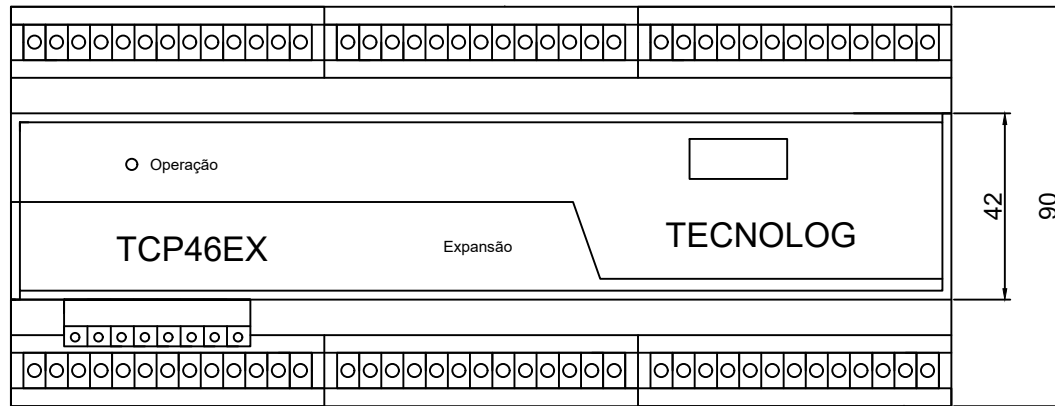 Operação
TCP46EX
Expansão
TECNOLOG
42
90